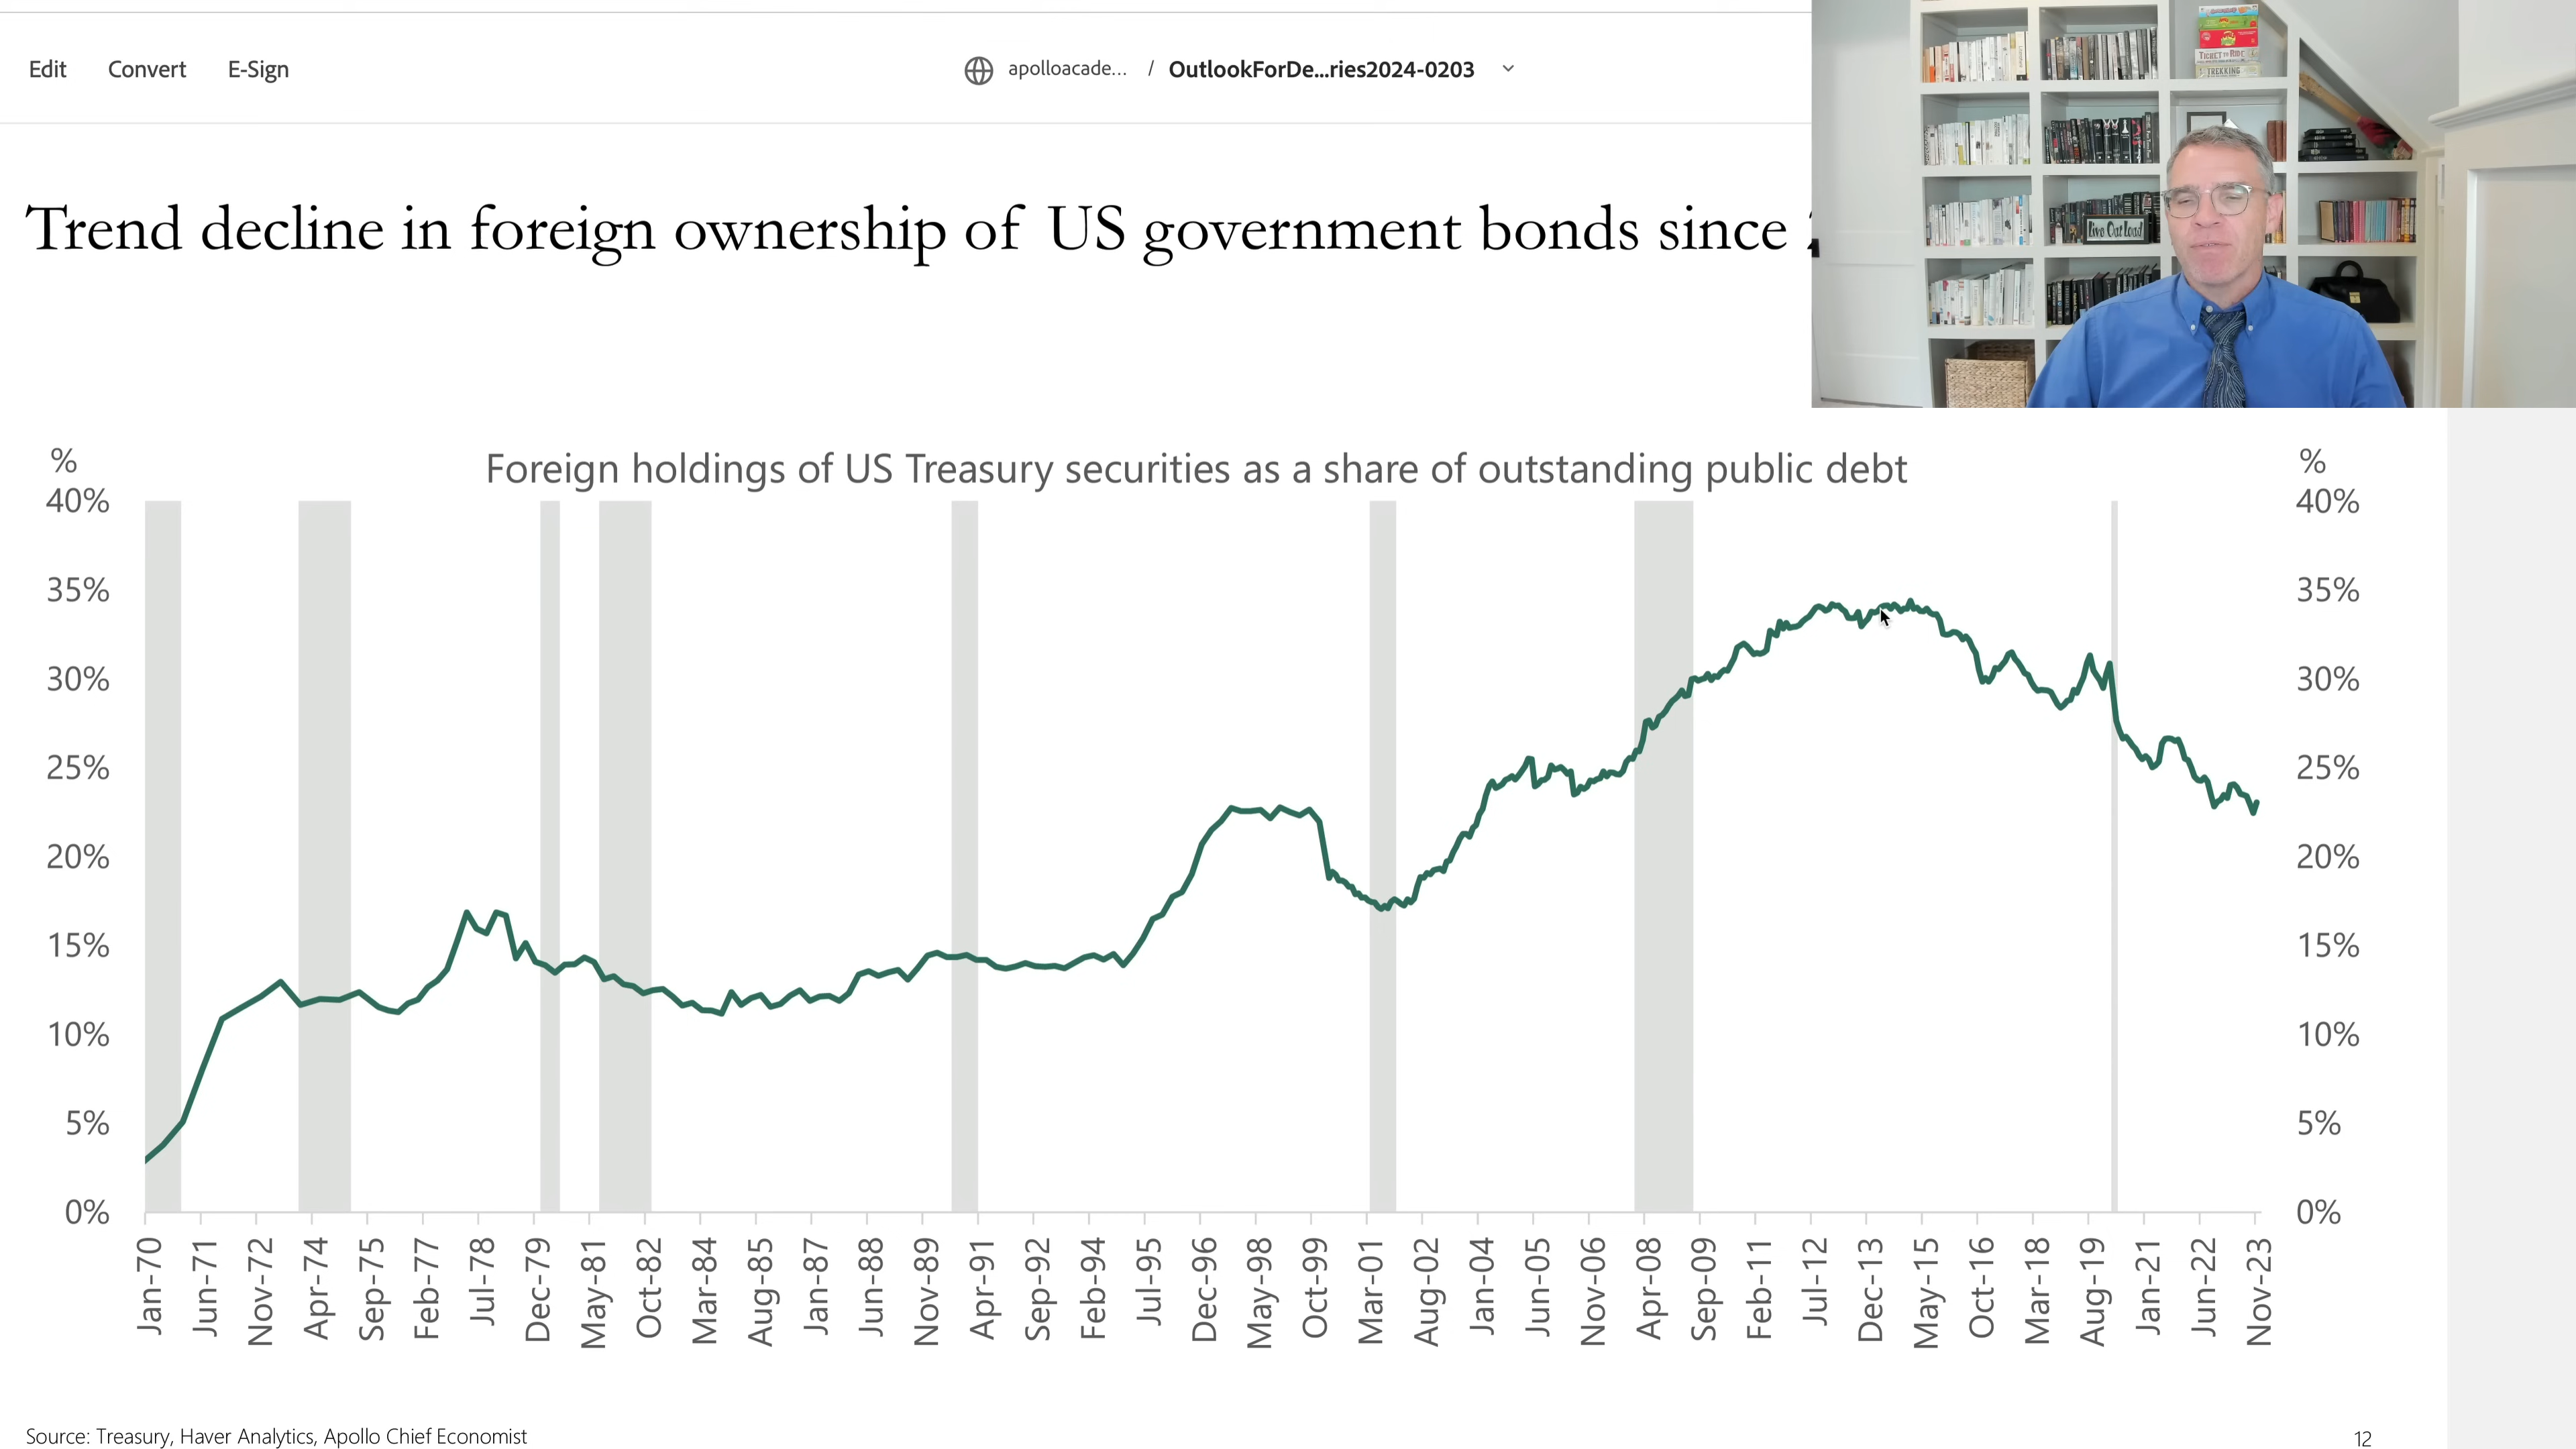 Edit Convert E-Sign
apolloacade... / OutlookForDe...ries2024-0203
TICKET TO RIDE
TREKKING
Live Out Loud
Trend decline in foreign ownership of US government bonds since
Foreign holdings of US Treasury securities as a share of outstanding public debt
% %
40% 40%
35% 35%
30% 30%
25% 25%
20% 20%
15% 15%
10% 10%
5% 5%
0% 0%
Jan-70 Jun-71 Nov-72 Apr-74 Sep-75 Feb-77 Jul-78 Dec-79 May-81 Oct-82 Mar-84 Aug-85 Jan-87 Jun-88 Nov-89 Apr-91 Sep-92 Feb-94 Jul-95 Dec-96 May-98 Oct-99 Mar-01 Aug-02 Jan-04 Jun-05 Nov-06 Apr-08 Sep-09 Feb-11 Jul-12 Dec-13 May-15 Oct-16 Mar-18 Aug-19 Jan-21 Jun-22 Nov-23
Source: Treasury, Haver Analytics, Apollo Chief Economist
12